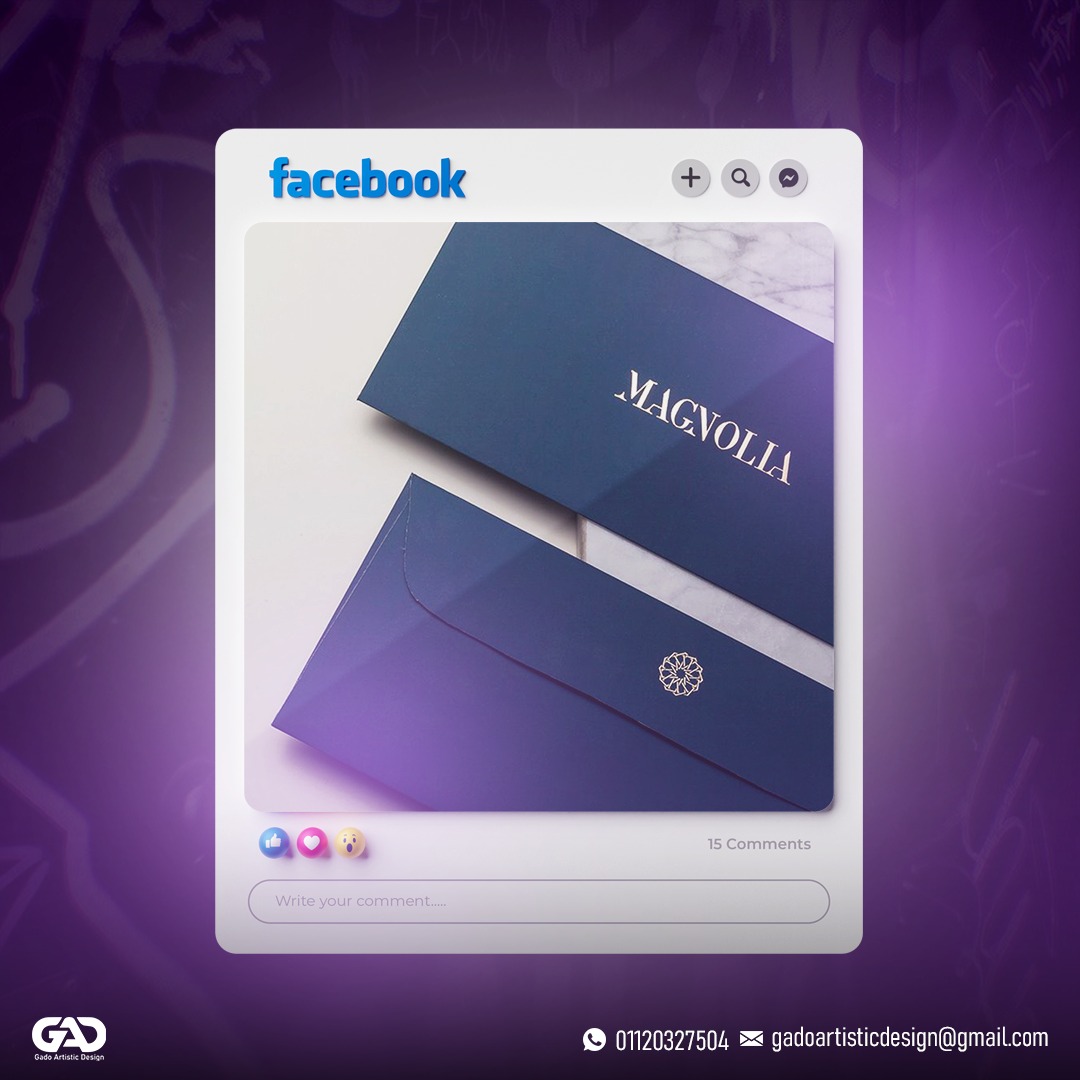 facebook
MAGNOLIA
15 Comments
Write your comment.....
GAD
Gado Artistic Design
01120327504
gadoartisticdesign@gmail.com